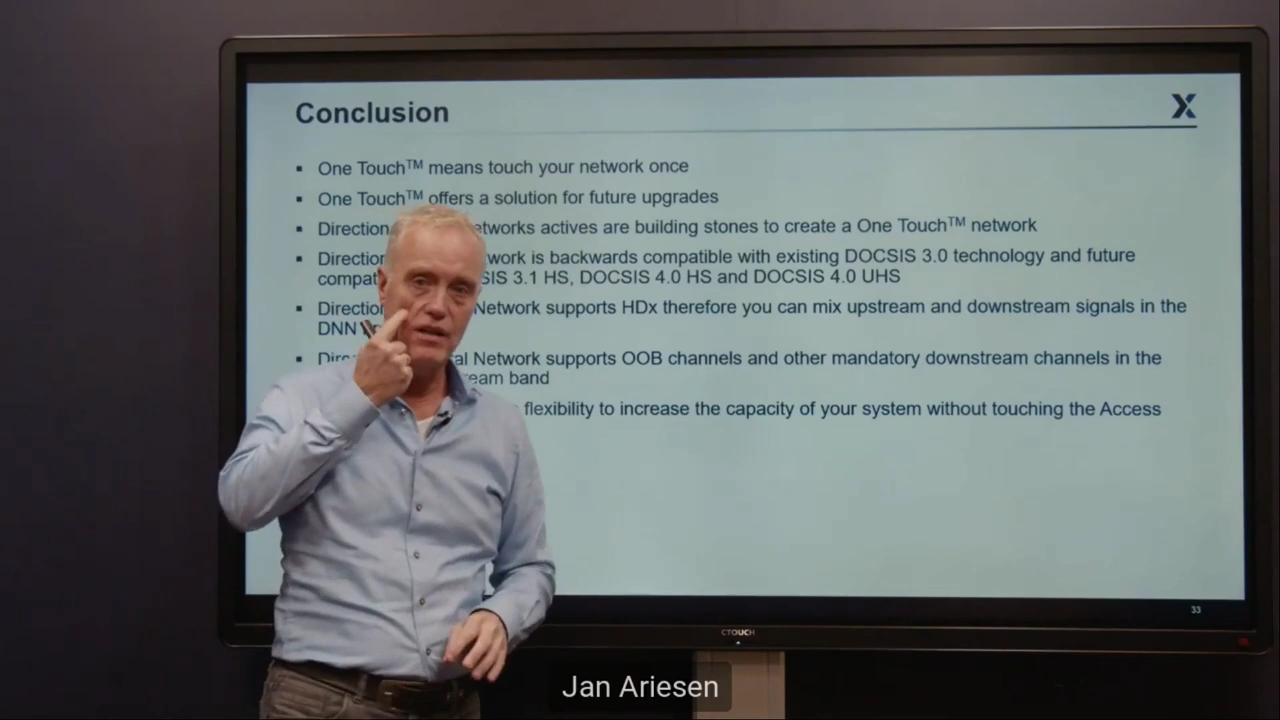 Conclusion
X
One Touch™ means touch your network once
One Touch™ offers a solution for future upgrades
Direction etworks actives are building stones to create a One Touch™ network
Direction work is backwards compatible with existing DOCSIS 3.0 technology and future
compat SIS 3.1 HS, DOCSIS 4.0 HS and DOCSIS 4.0 UHS
Direction Network supports HDx therefore you can mix upstream and downstream signals in the
DNN
al Network supports OOB channels and other mandatory downstream channels in the
eam band
flexibility to increase the capacity of your system without touching the Access
33
CTOUCH
Jan Ariesen